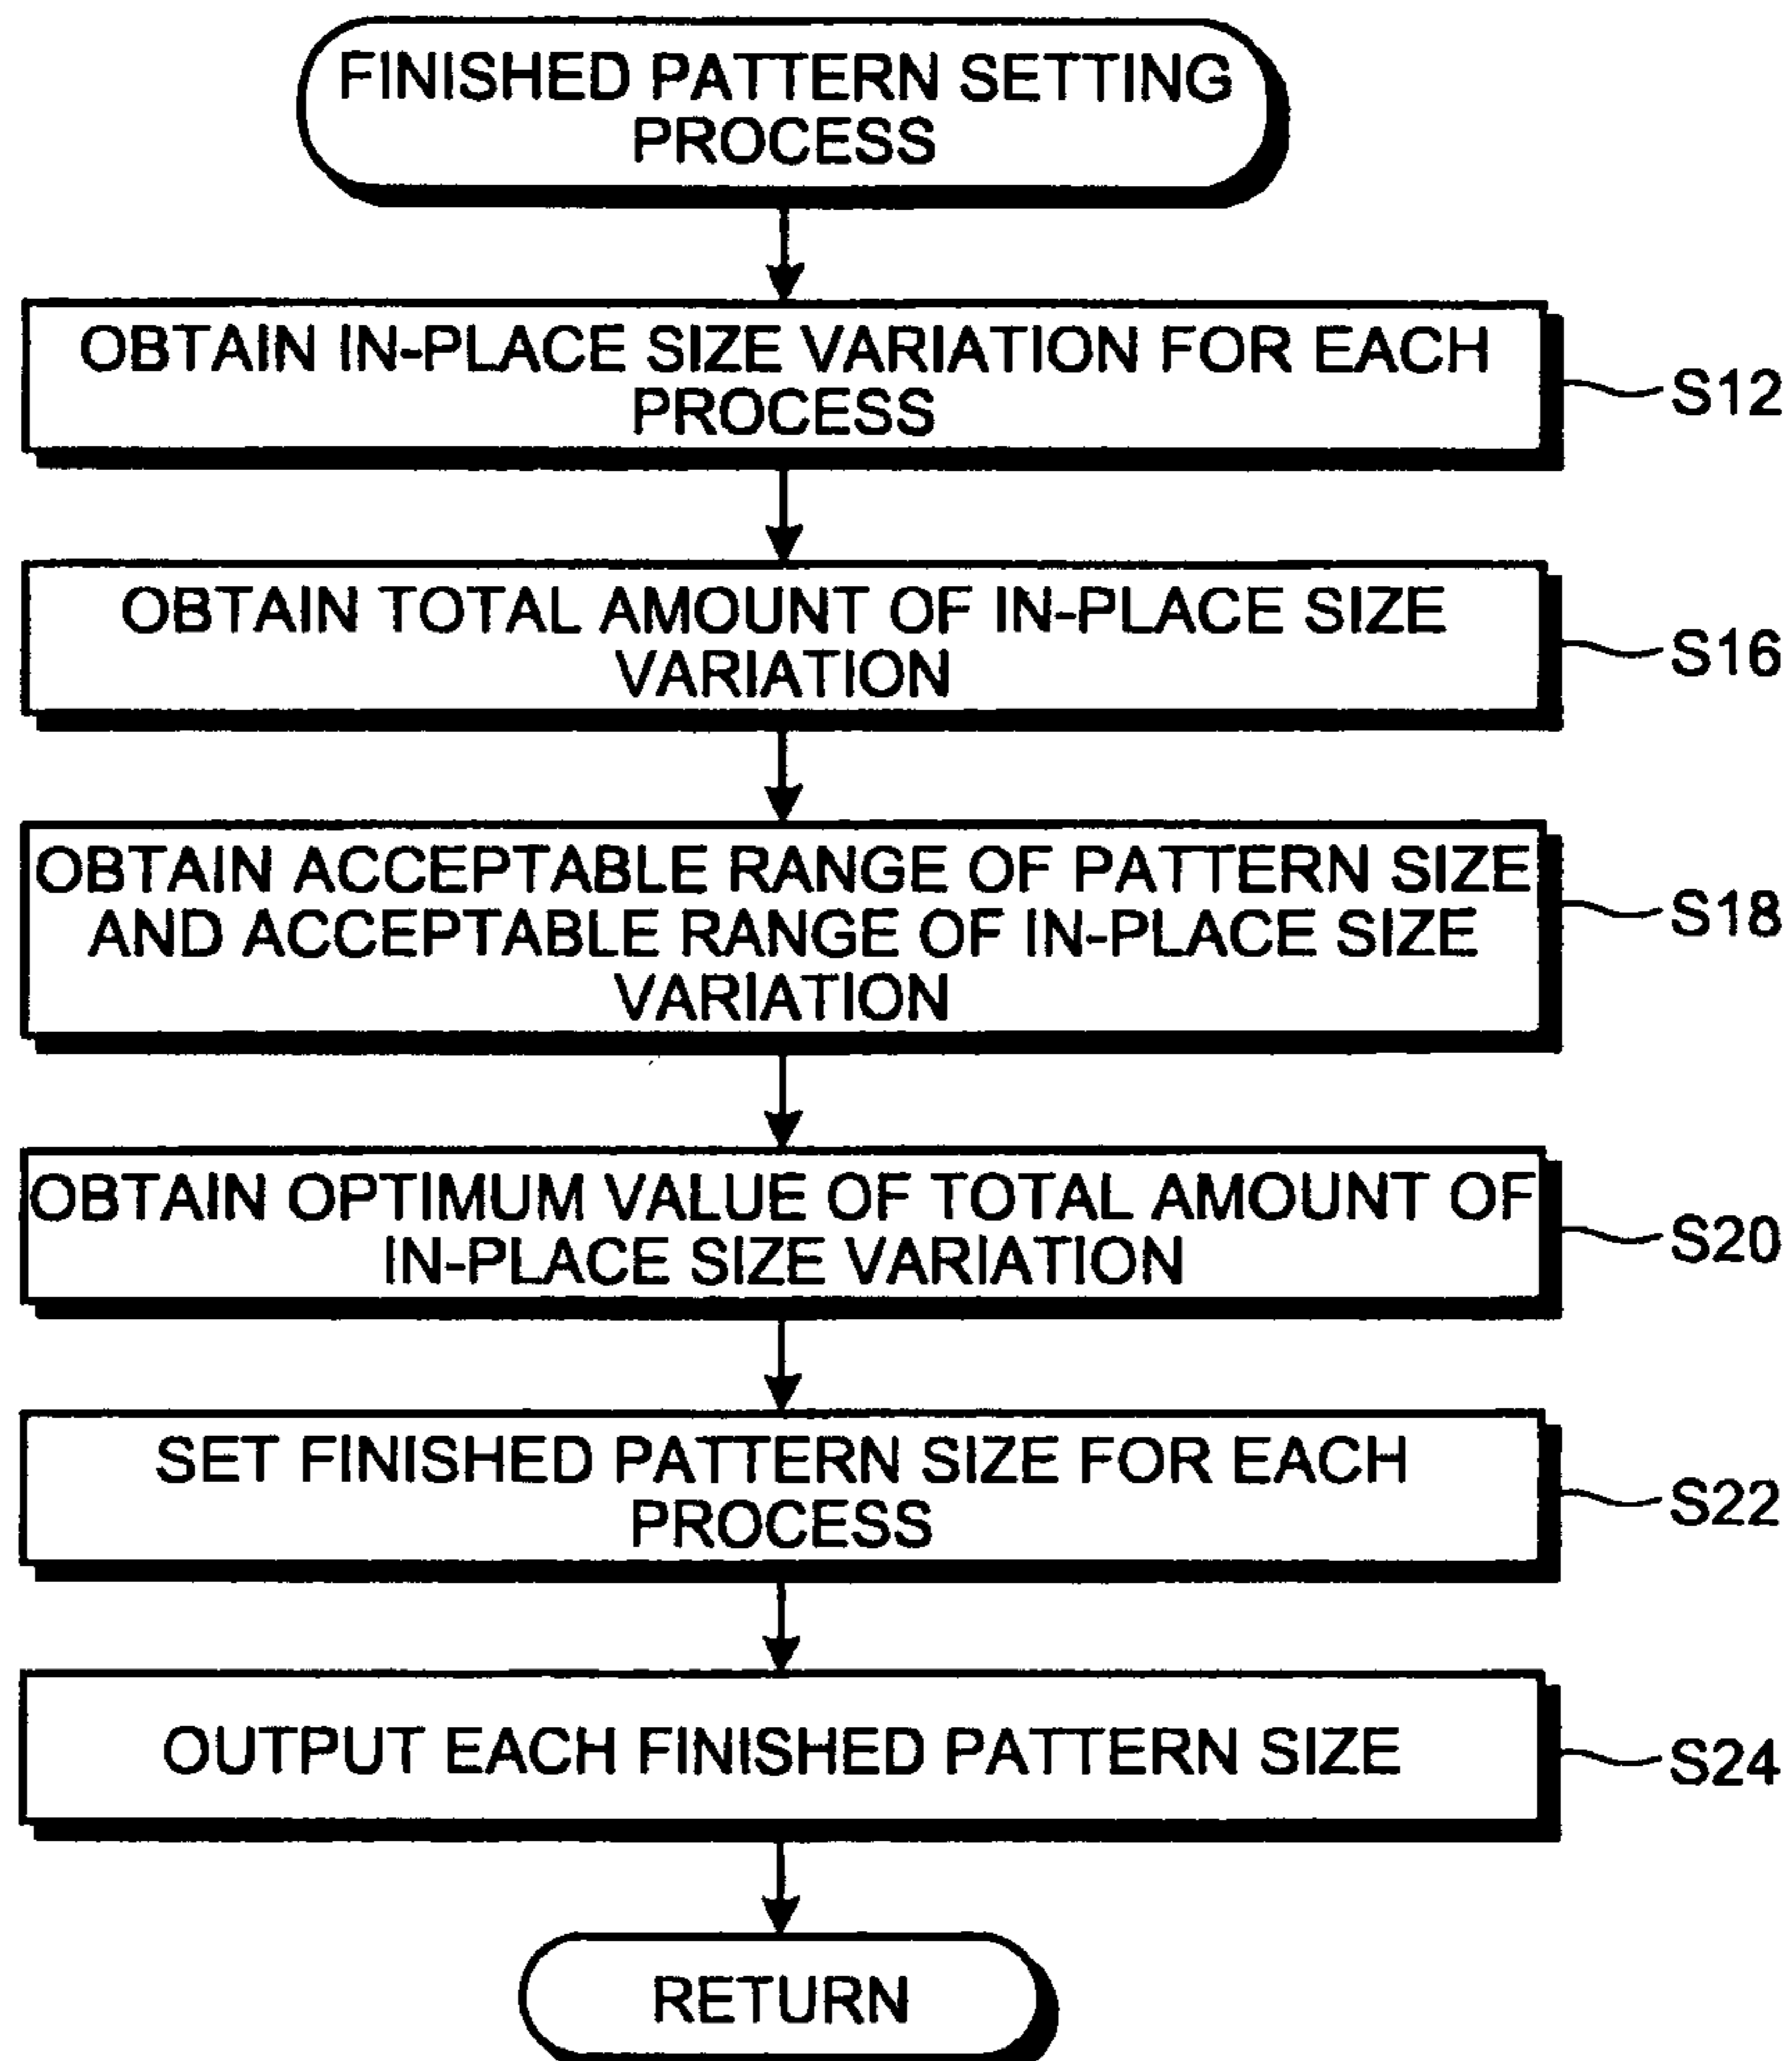 FINISHED PATTERN SETTING
PROCESS
OBTAIN IN-PLACE SIZE VARIATION FOR EACH
PROCESS
S12
OBTAIN TOTAL AMOUNT OF IN-PLACE SIZE
VARIATION
S16
OBTAIN ACCEPTABLE RANGE OF PATTERN SIZE
AND ACCEPTABLE RANGE OF IN-PLACE SIZE
VARIATION
S18
OBTAIN OPTIMUM VALUE OF TOTAL AMOUNT OF
IN-PLACE SIZE VARIATION
S20
SET FINISHED PATTERN SIZE FOR EACH
PROCESS
S22
OUTPUT EACH FINISHED PATTERN SIZE
S24
RETURN